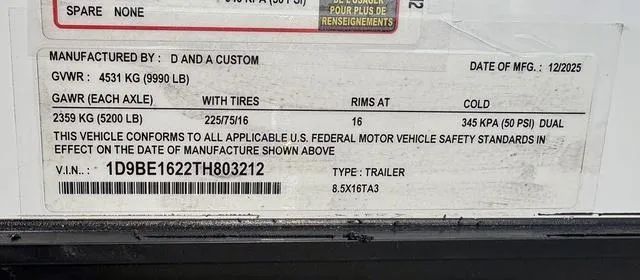 SPARE NONE
DE L'USAGER
POUR PLUS DE
RENSEIGNEMENTS
MANUFACTURED BY : D AND A CUSTOM
DATE OF MFG. : 12/2025
GVWR : 4531 KG (9990 LB)
GAWR (EACH AXLE) WITH TIRES RIMS AT COLD
2359 KG (5200 LB) 225/75/16 16 345 KPA (50 PSI) DUAL
THIS VEHICLE CONFORMS TO ALL APPLICABLE U.S. FEDERAL MOTOR VEHICLE SAFETY STANDARDS IN
EFFECT ON THE DATE OF MANUFACTURE SHOWN ABOVE
V.I.N.: : 1D9BE1622TH803212 TYPE : TRAILER
8.5X16TA3